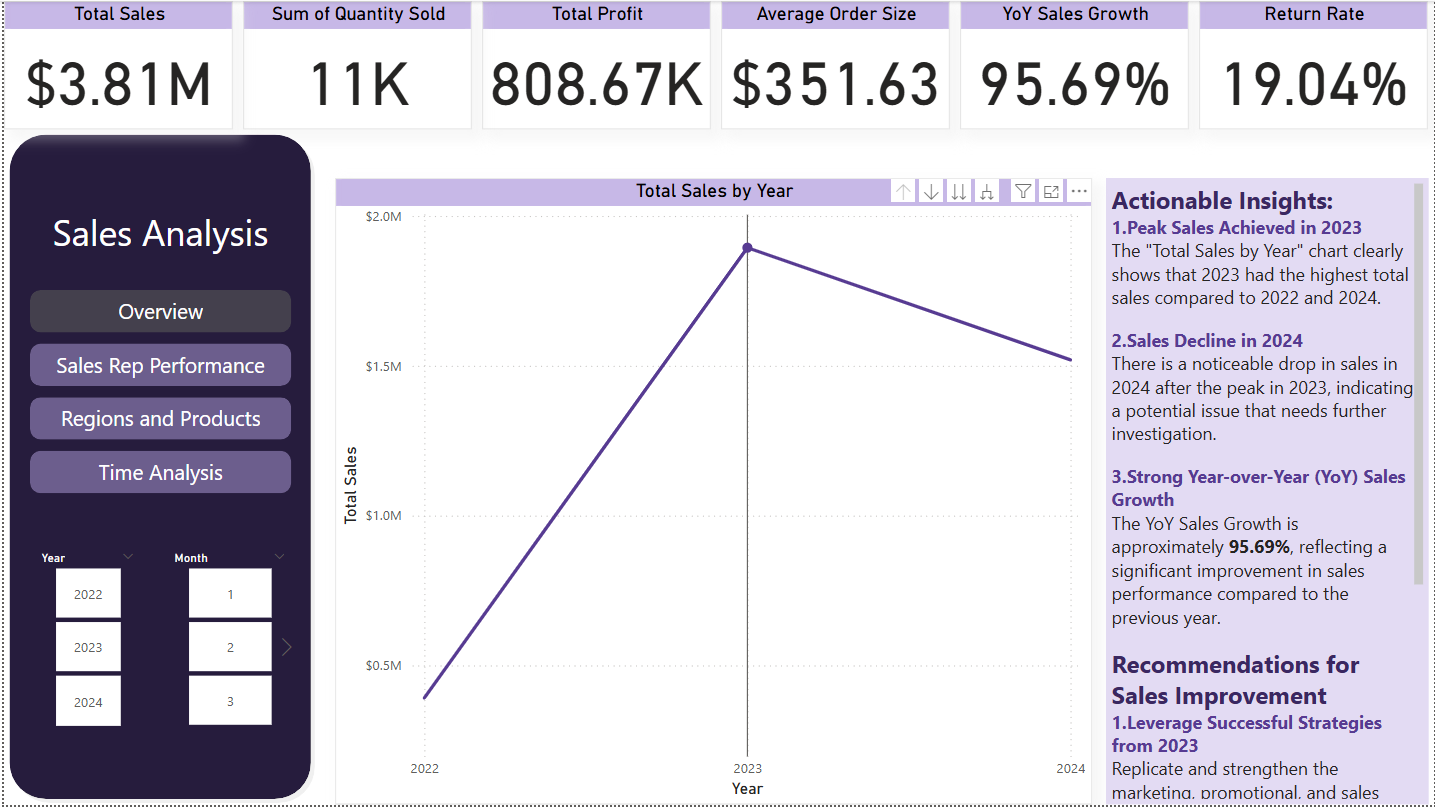 Total Sales
$3.81M
Sum of Quantity Sold
11K
Total Profit
808.67K
Average Order Size
$351.63
YoY Sales Growth
95.69%
Return Rate
19.04%
Sales Analysis
Overview
Sales Rep Performance
Regions and Products
Time Analysis
Year
2022
2023
2024
Month
1
2
3
Total Sales by Year
$2.0M
$1.5M
$1.0M
$0.5M
Total Sales
2022
2023
2024
Year
Actionable Insights:
1.Peak Sales Achieved in 2023
The "Total Sales by Year" chart clearly
shows that 2023 had the highest total
sales compared to 2022 and 2024.
2.Sales Decline in 2024
There is a noticeable drop in sales in
2024 after the peak in 2023, indicating
a potential issue that needs further
investigation.
3.Strong Year-over-Year (YoY) Sales
Growth
The YoY Sales Growth is
approximately 95.69%, reflecting a
significant improvement in sales
performance compared to the
previous year.
Recommendations for
Sales Improvement
1.Leverage Successful Strategies
from 2023
Replicate and strengthen the
marketing, promotional, and sales